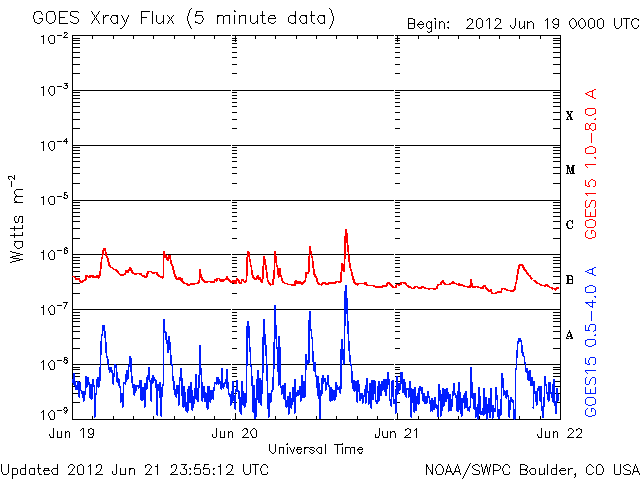 GOES Xray Flux (5 minute data)
Begin: 2012 Jun 19 0000 UTC
10⁻²
10⁻³
10⁻⁴
10⁻⁵
10⁻⁶
10⁻⁷
10⁻⁸
10⁻⁹
Watts m⁻²
X
M
C
B
A
GOES15 1.0-8.0 A
GOES15 0.5-4.0 A
Jun 19 Jun 20 Jun 21 Jun 22
Universal Time
Updated 2012 Jun 21 23:55:12 UTC
NOAA/SWPC Boulder, CO USA